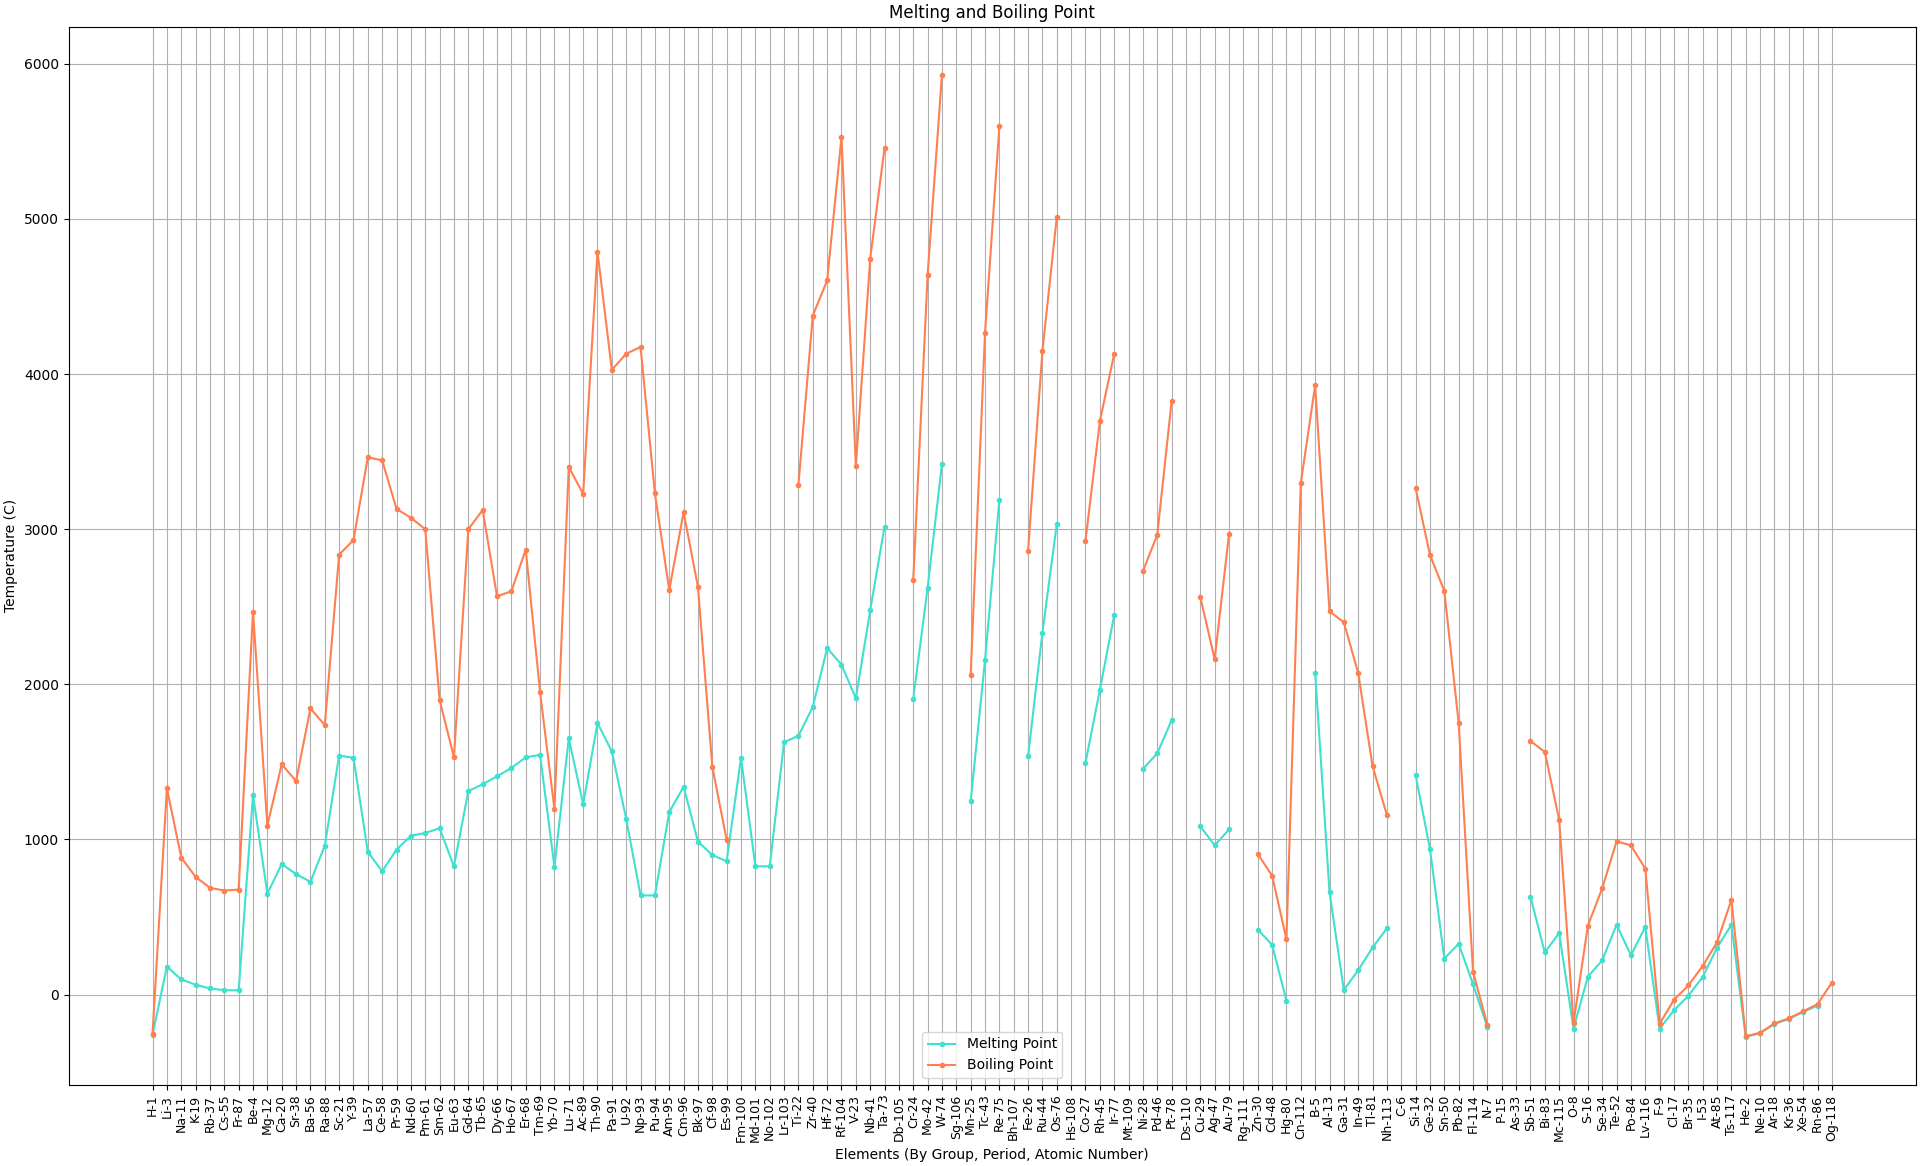 Melting and Boiling Point
6000
5000
4000
3000
2000
1000
0
Temperature (C)
Melting Point
Boiling Point
H-1
Li-3
Na-11
K-19
Rb-37
Cs-55
Fr-87
Be-4
Mg-12
Ca-20
Sr-38
Ba-56
Ra-88
Sc-21
Y-39
La-57
Ce-58
Pr-59
Nd-60
Pm-61
Sm-62
Eu-63
Gd-64
Tb-65
Dy-66
Ho-67
Er-68
Tm-69
Yb-70
Lu-71
Ac-89
Th-90
Pa-91
U-92
Np-93
Pu-94
Am-95
Cm-96
Bk-97
Cf-98
Es-99
Fm-100
Md-101
No-102
Lr-103
Ti-22
Zr-40
Hf-72
Rf-104
V-23
Nb-41
Ta-73
Db-105
Cr-24
Mo-42
W-74
Sg-106
Mn-25
Tc-43
Re-75
Bh-107
Fe-26
Ru-44
Os-76
Hs-108
Co-27
Rh-45
Ir-77
Mt-109
Ni-28
Pd-46
Pt-78
Ds-110
Cu-29
Ag-47
Au-79
Rg-111
Zn-30
Cd-48
Hg-80
Cn-112
B-5
Al-13
Ga-31
In-49
Tl-81
Nh-113
C-6
Si-14
Ge-32
Sn-50
Pb-82
Fl-114
N-7
P-15
As-33
Sb-51
Bi-83
Mc-115
O-8
S-16
Se-34
Te-52
Po-84
Lv-116
F-9
Cl-17
Br-35
I-53
At-85
Ts-117
He-2
Ne-10
Ar-18
Kr-36
Xe-54
Rn-86
Og-118
Elements (By Group, Period, Atomic Number)